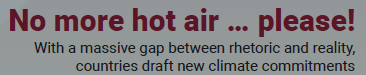 No more hot air … please!
With a massive gap between rhetoric and reality,
countries draft new climate commitments